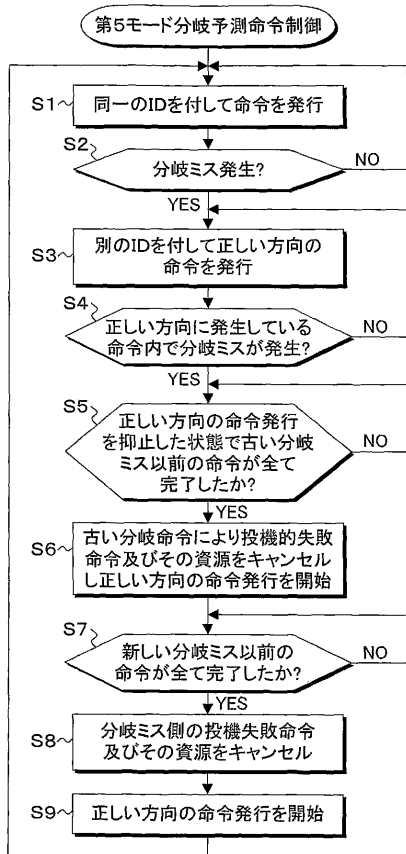 第5モード分岐予測命令制御
S1
同一のIDを付して命令を発行
S2
分岐ミス発生?
NO
YES
S3
別のIDを付して正しい方向の
命令を発行
S4
正しい方向に発生している
命令内で分岐ミスが発生?
NO
YES
S5
正しい方向の命令発行
を抑止した状態で古い分岐
ミス以前の命令が全て
完了したか?
NO
YES
S6
古い分岐命令により投機的失敗
命令及びその資源をキャンセル
し正しい方向の命令発行を開始
S7
新しい分岐ミス以前の
命令が全て完了したか?
NO
YES
S8
分岐ミス側の投機失敗命令
及びその資源をキャンセル
S9
正しい方向の命令発行を開始